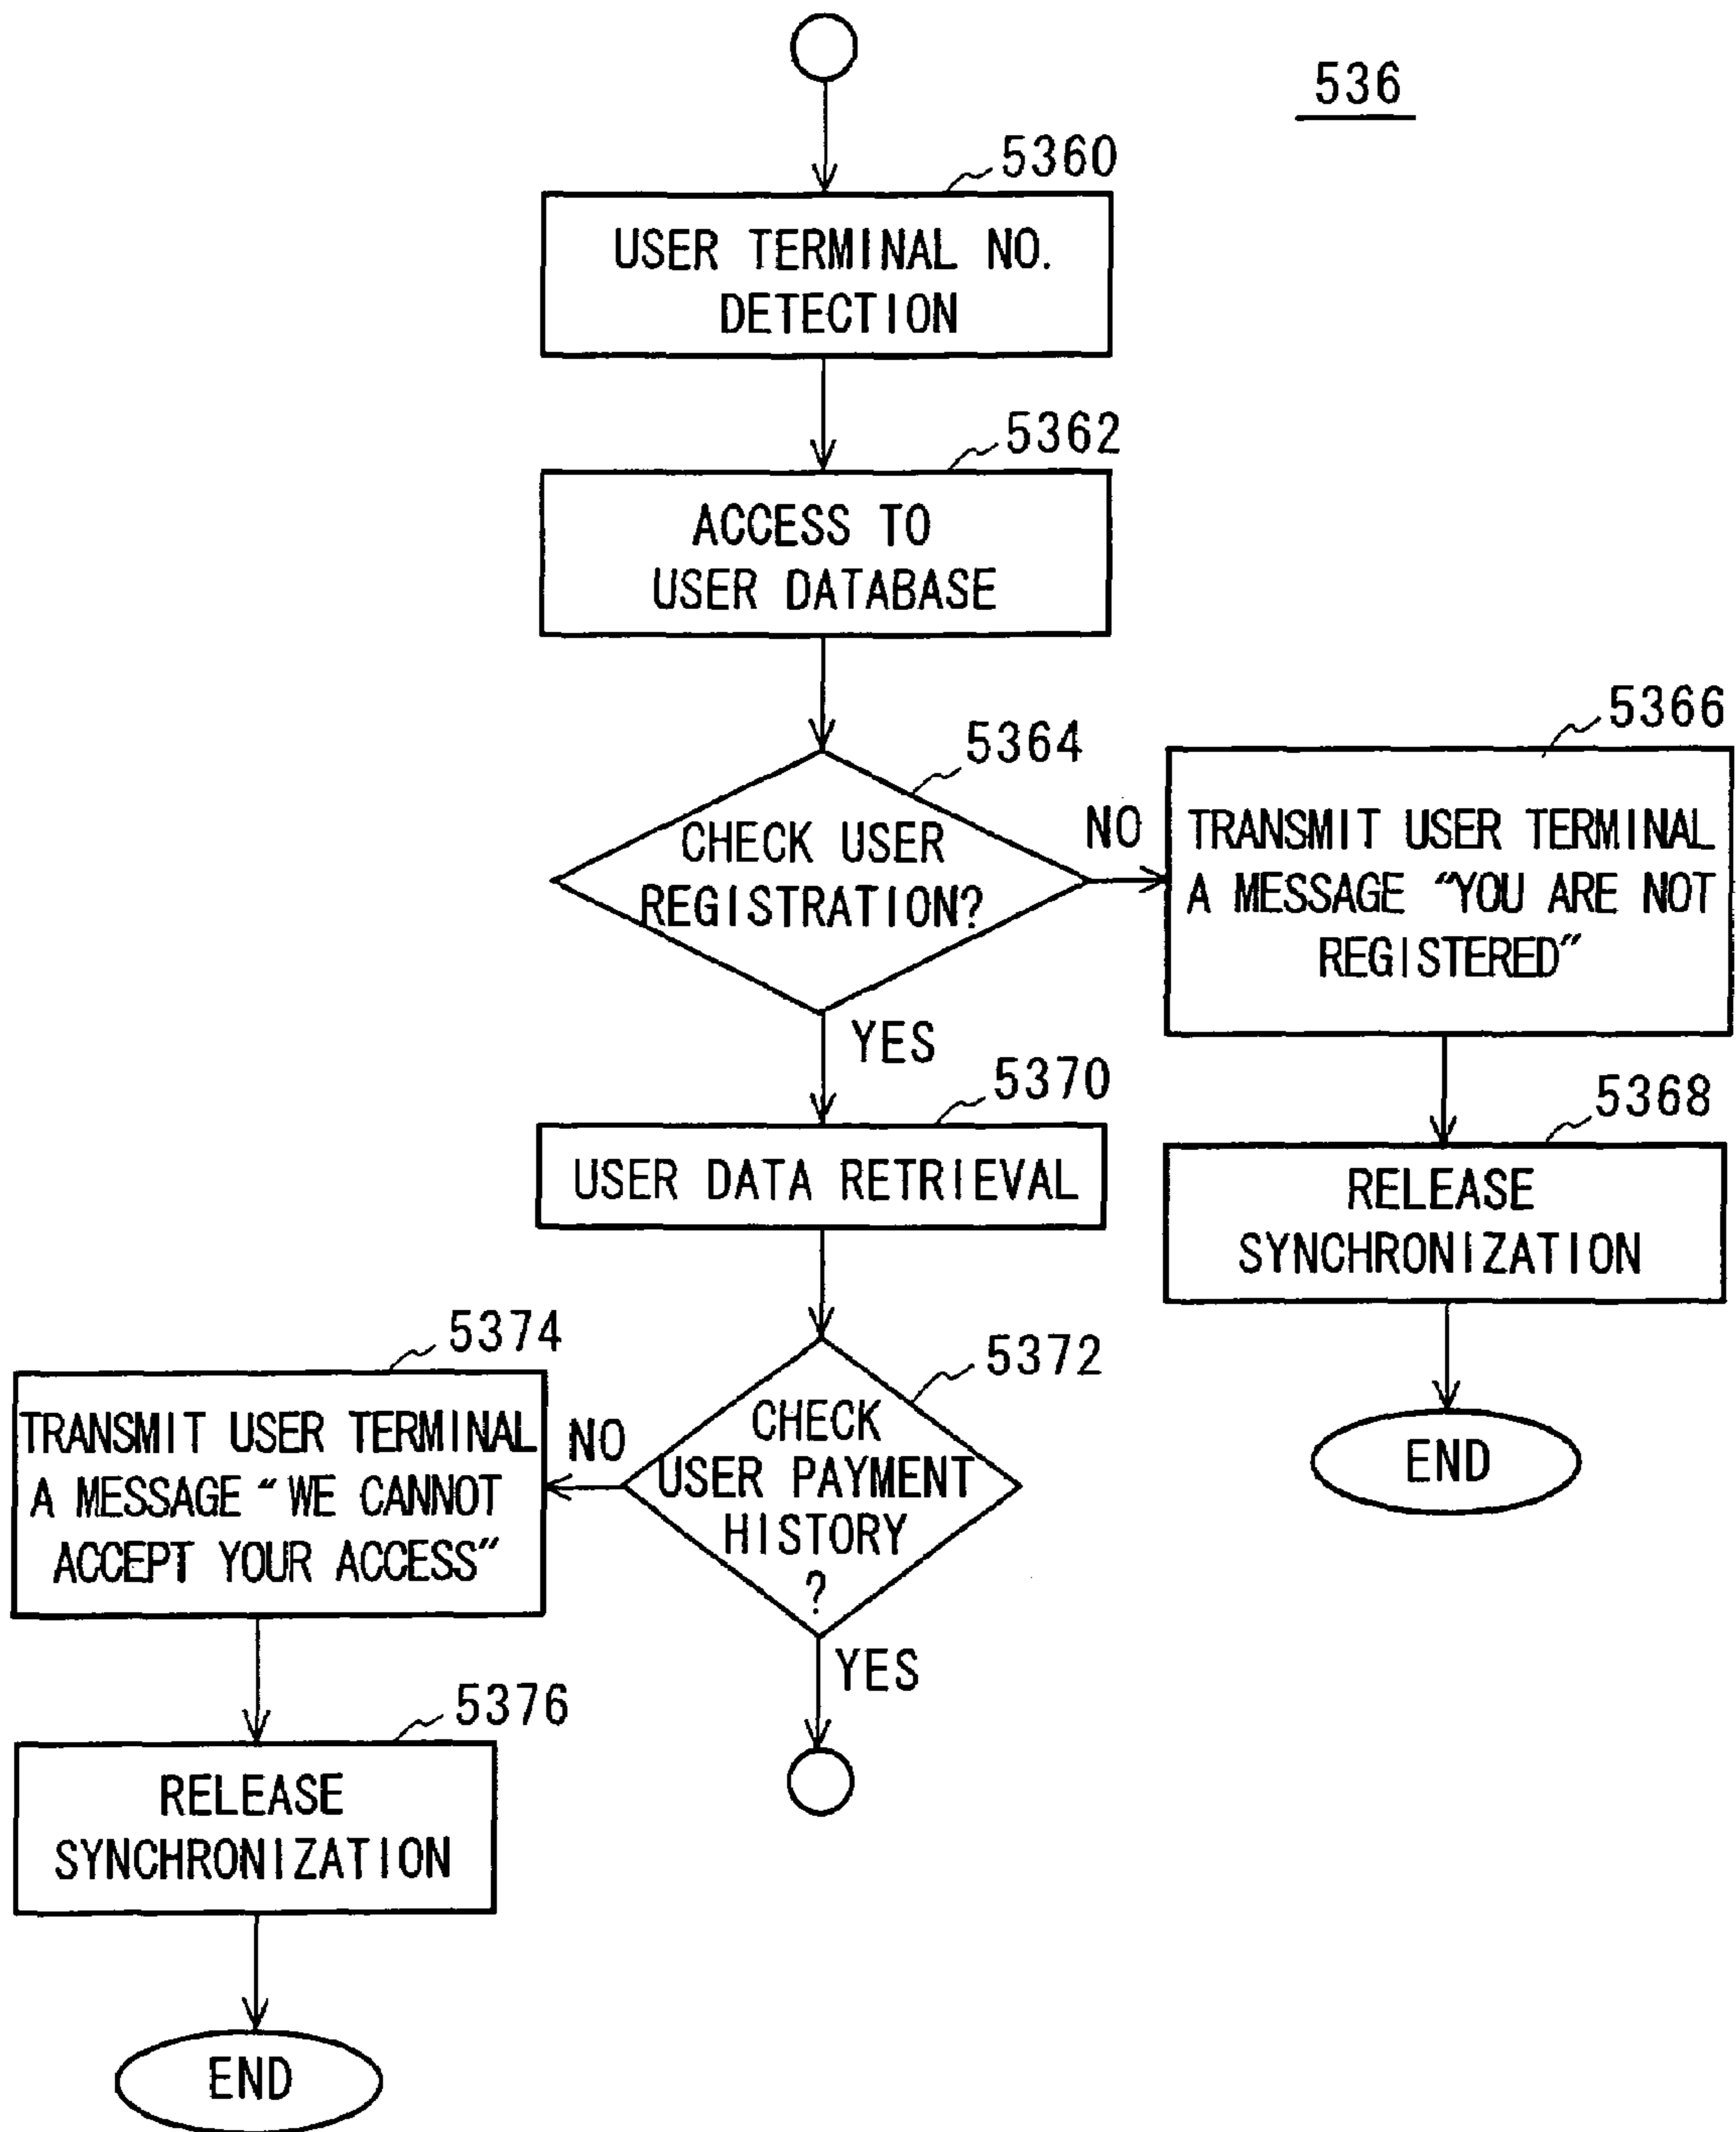 536
5360
USER TERMINAL NO.
DETECTION
5362
ACCESS TO
USER DATABASE
5364
CHECK USER
REGISTRATION?
NO
5366
TRANSMIT USER TERMINAL
A MESSAGE "YOU ARE NOT
REGISTERED"
YES
5368
RELEASE
SYNCHRONIZATION
END
5370
USER DATA RETRIEVAL
5372
CHECK
USER PAYMENT
HISTORY
?
NO
5374
TRANSMIT USER TERMINAL
A MESSAGE "WE CANNOT
ACCEPT YOUR ACCESS"
YES
5376
RELEASE
SYNCHRONIZATION
END